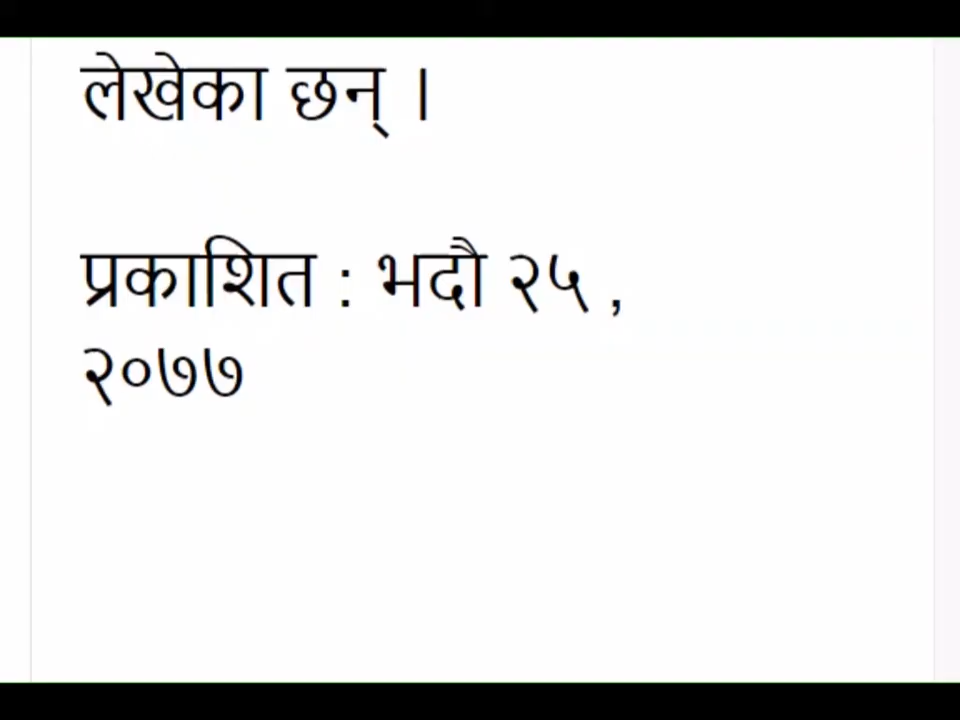 लेखेका छन् ।
प्रकाशित : भदौ २५ ,
२०७७